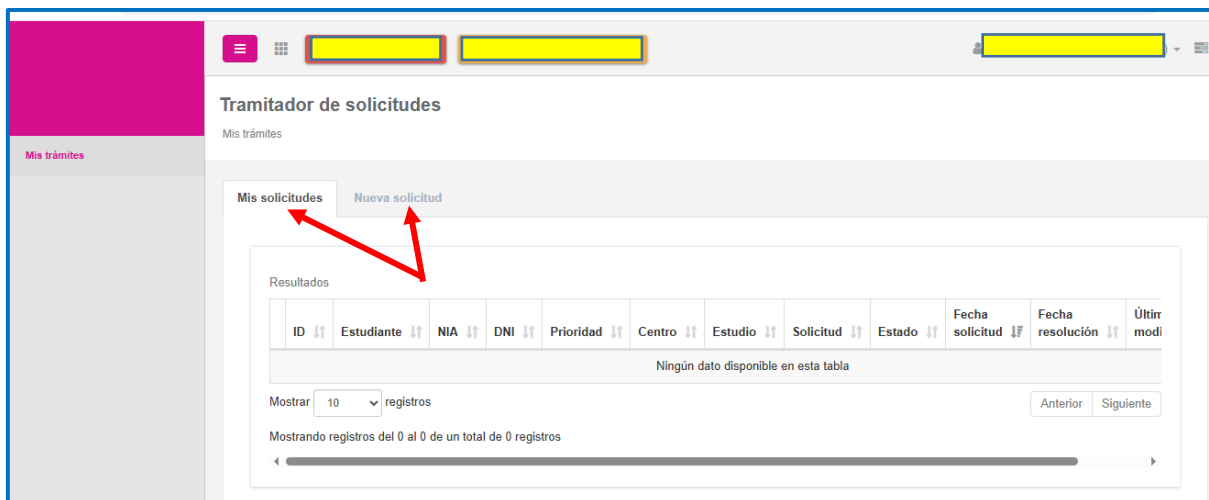 Tramitador de solicitudes
Mis trámites
Mis trámites
Mis solicitudes Nueva solicitud
Resultados
ID Estudiante NIA DNI Prioridad Centro Estudio Solicitud Estado Fecha solicitud Fecha resolución Últim modi
Ningún dato disponible en esta tabla
Mostrar 10 registros
Anterior Siguiente
Mostrando registros del 0 al 0 de un total de 0 registros